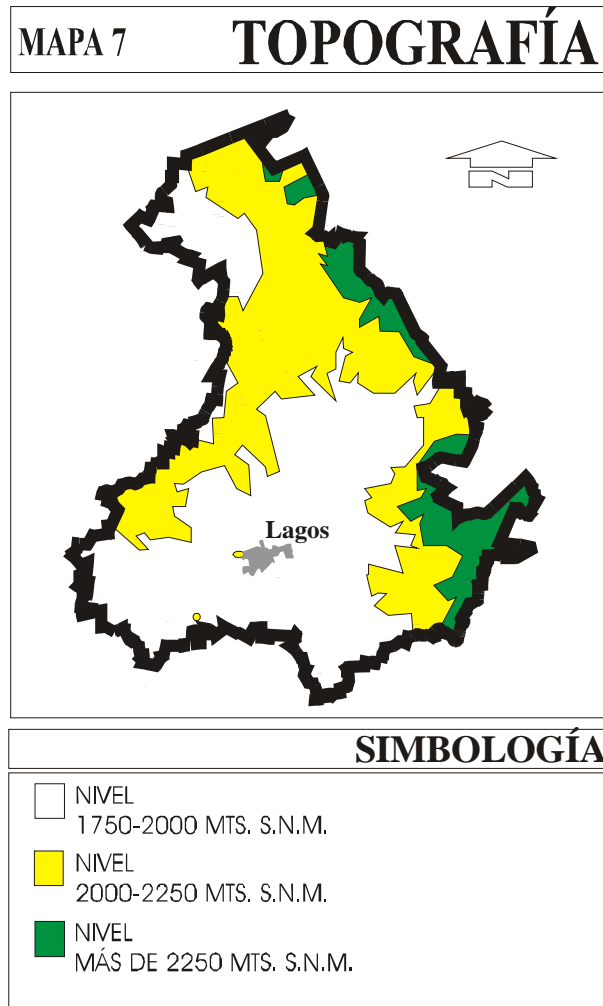 MAPA 7 TOPOGRAFÍA
N
Lagos
SIMBOLOGÍA
NIVEL
1750-2000 MTS. S.N.M.
NIVEL
2000-2250 MTS. S.N.M.
NIVEL
MÁS DE 2250 MTS. S.N.M.